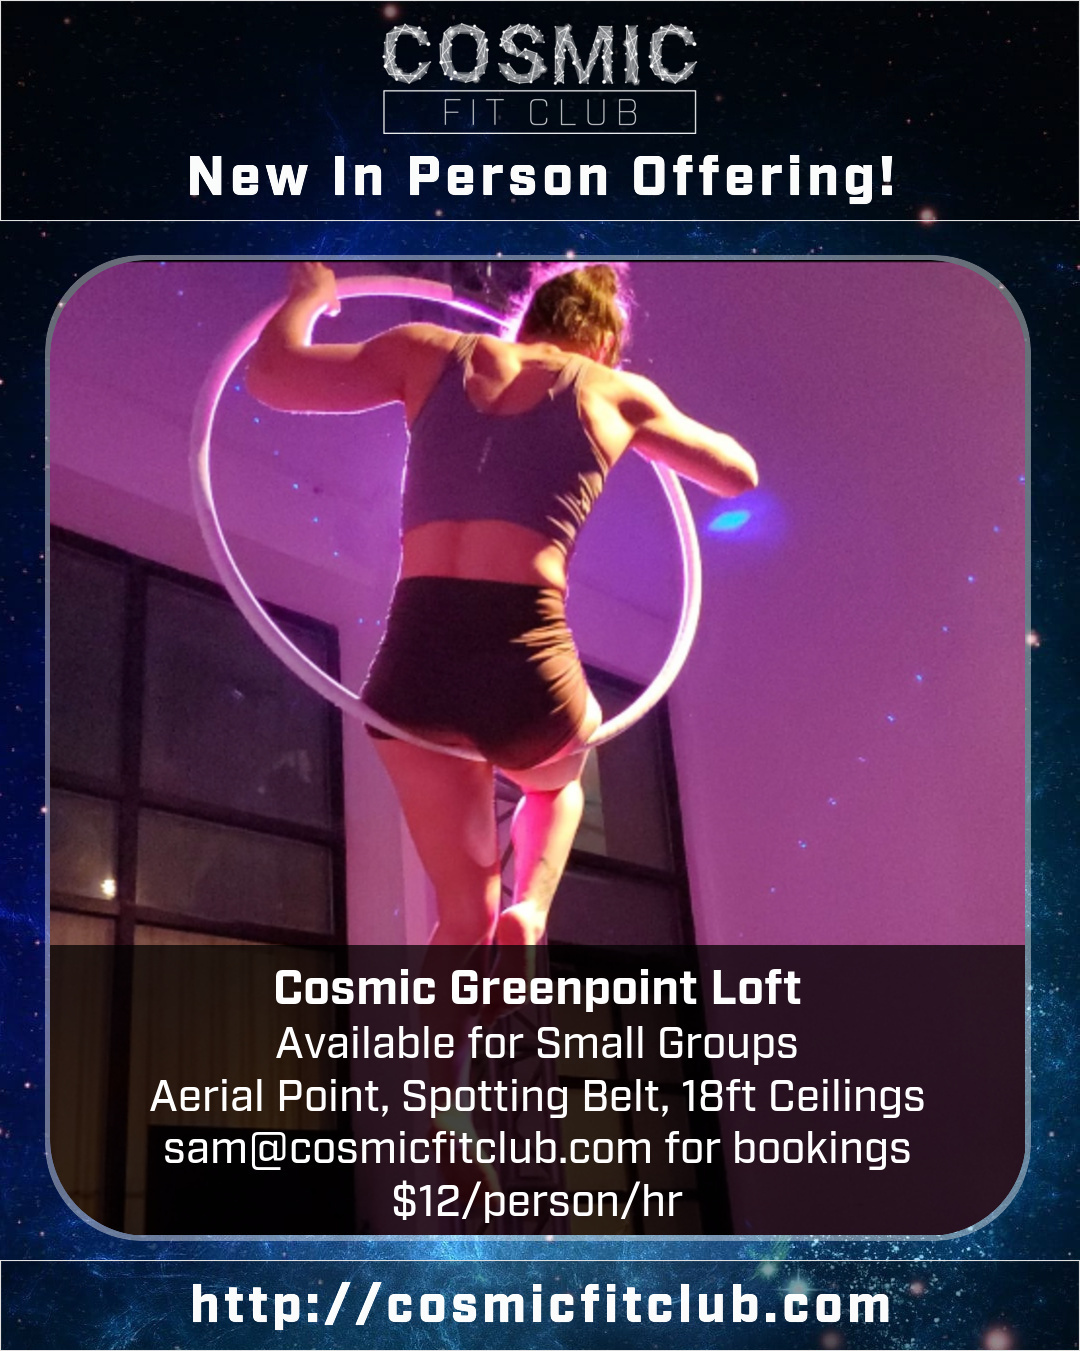 COSMIC
FIT CLUB
New In Person Offering!
Cosmic Greenpoint Loft
Available for Small Groups
Aerial Point, Spotting Belt, 18ft Ceilings
sam@cosmicfitclub.com for bookings
$12/person/hr
http://cosmicfitclub.com